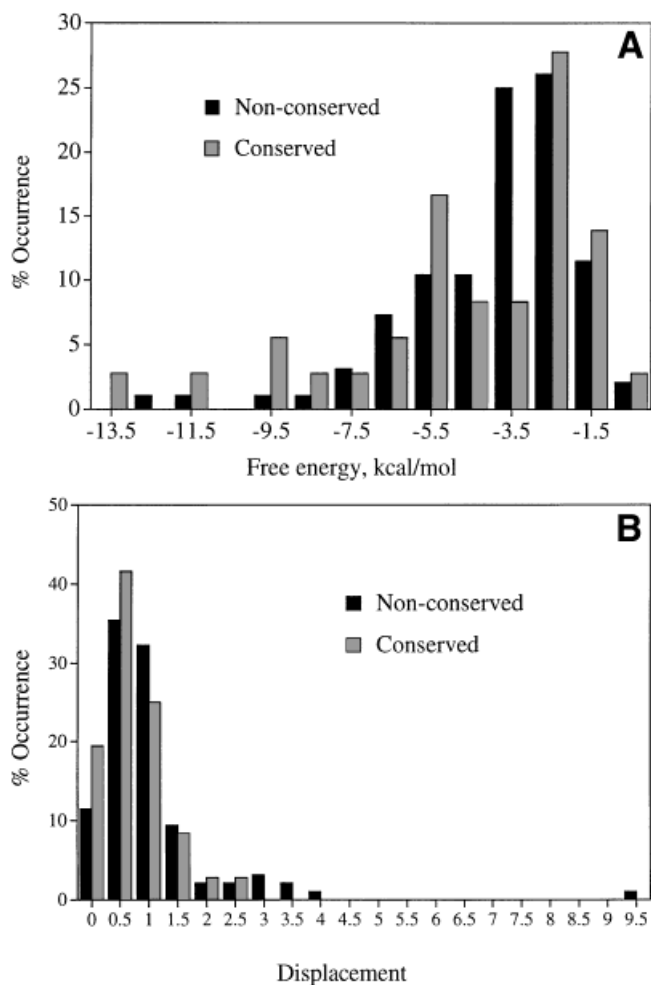 A
30
25
20
15
10
5
0
% Occurrence
Non-conserved
Conserved
-13.5 -11.5 -9.5 -7.5 -5.5 -3.5 -1.5
Free energy, kcal/mol
B
50
40
30
20
10
0
% Occurrence
Non-conserved
Conserved
0 0.5 1 1.5 2 2.5 3 3.5 4 4.5 5 5.5 6 6.5 7 7.5 8 8.5 9 9.5
Displacement